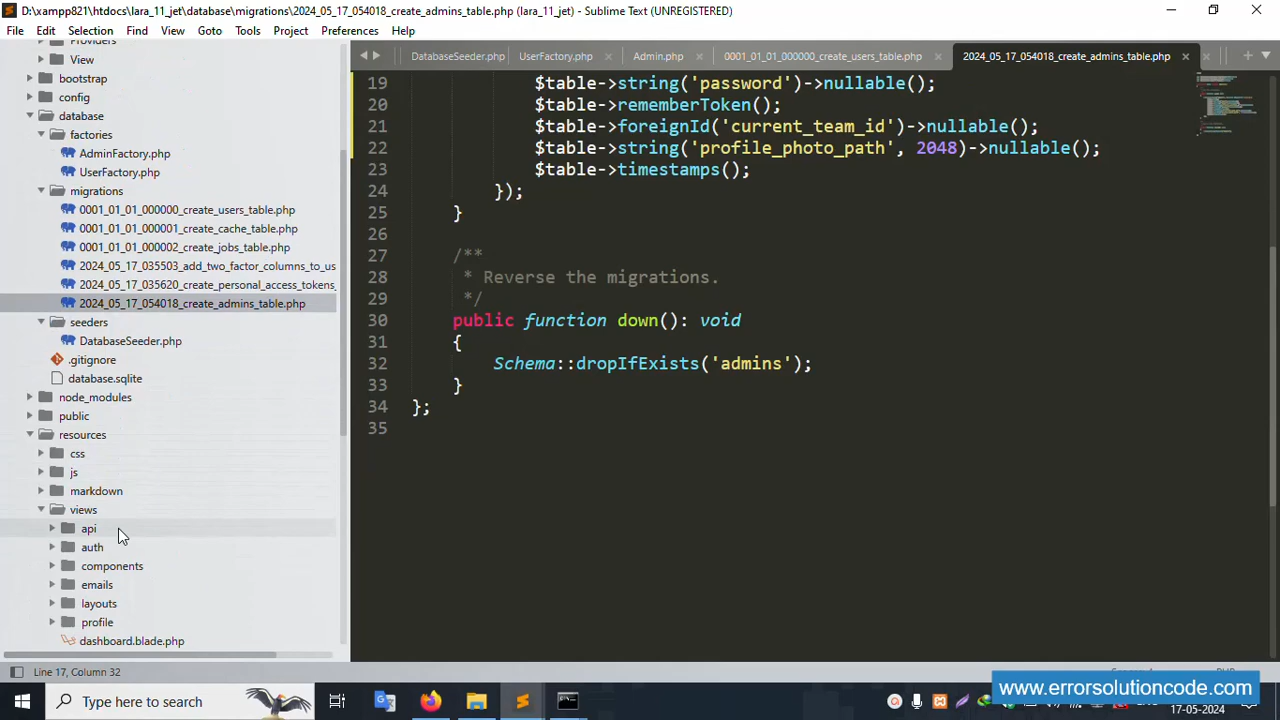 D:\xampp821\htdocs\lara_11_jet\database\migrations\2024_05_17_054018_create_admins_table.php (lara_11_jet) - Sublime Text (UNREGISTERED)
File Edit Selection Find View Goto Tools Project Preferences Help
DatabaseSeeder.php UserFactory.php Admin.php 0001_01_01_000000_create_users_table.php 2024_05_17_054018_create_admins_table.php
Providers
View
bootstrap
config
database
factories
AdminFactory.php
UserFactory.php
migrations
0001_01_01_000000_create_users_table.php
0001_01_01_000001_create_cache_table.php
0001_01_01_000002_create_jobs_table.php
2024_05_17_035503_add_two_factor_columns_to_us
2024_05_17_035620_create_personal_access_tokens_
2024_05_17_054018_create_admins_table.php
seeders
DatabaseSeeder.php
.gitignore
database.sqlite
node_modules
public
resources
css
js
markdown
views
api
auth
components
emails
layouts
profile
dashboard.blade.php
19 $table->string('password')->nullable();
20 $table->rememberToken();
21 $table->foreignId('current_team_id')->nullable();
22 $table->string('profile_photo_path', 2048)->nullable();
23 $table->timestamps();
24 });
25 }
26
27 /**
28 * Reverse the migrations.
29 */
30 public function down(): void
31 {
32 Schema::dropIfExists('admins');
33 }
34 };
35
Line 17, Column 32
www.errorsolutioncode.com
Type here to search
17-05-2024